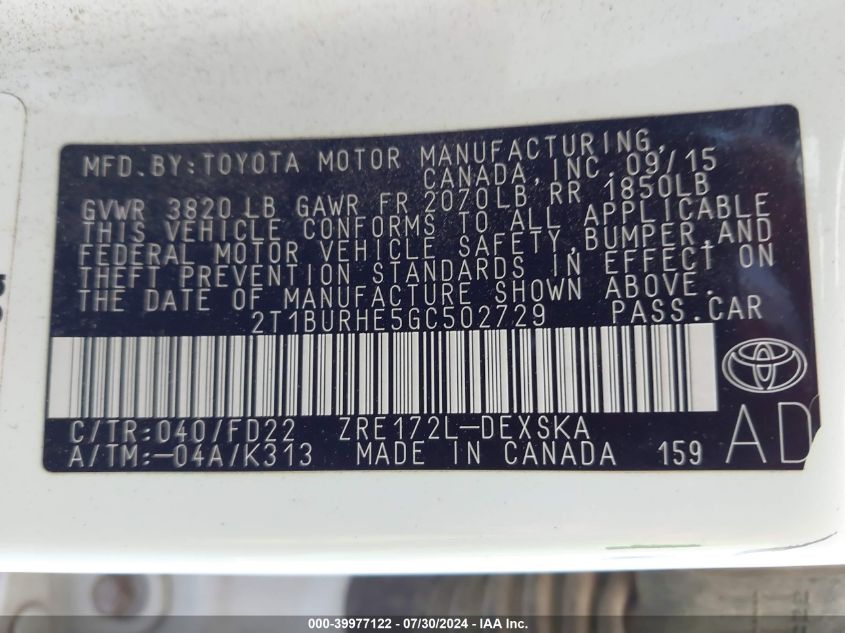 MFD.BY:TOYOTA MOTOR MANUFACTURING,
CANADA,INC.09/15
GVWR 3820 LB GAWR FR 2070LB RR 1850LB
THIS VEHICLE CONFORMS TO ALL APPLICABLE
FEDERAL MOTOR VEHICLE SAFETY,BUMPER,AND
THEFT PREVENTION STANDARDS IN EFFECT ON
THE DATE OF MANUFACTURE SHOWN ABOVE.
2T1BURHE5GC502729 PASS.CAR
C/TR:040/FD22 ZRE172L-DEXSKA
A/TM:-04A/K313 MADE IN CANADA 159
AD
000-39977122 / 07/30/2024 - IAA Inc.